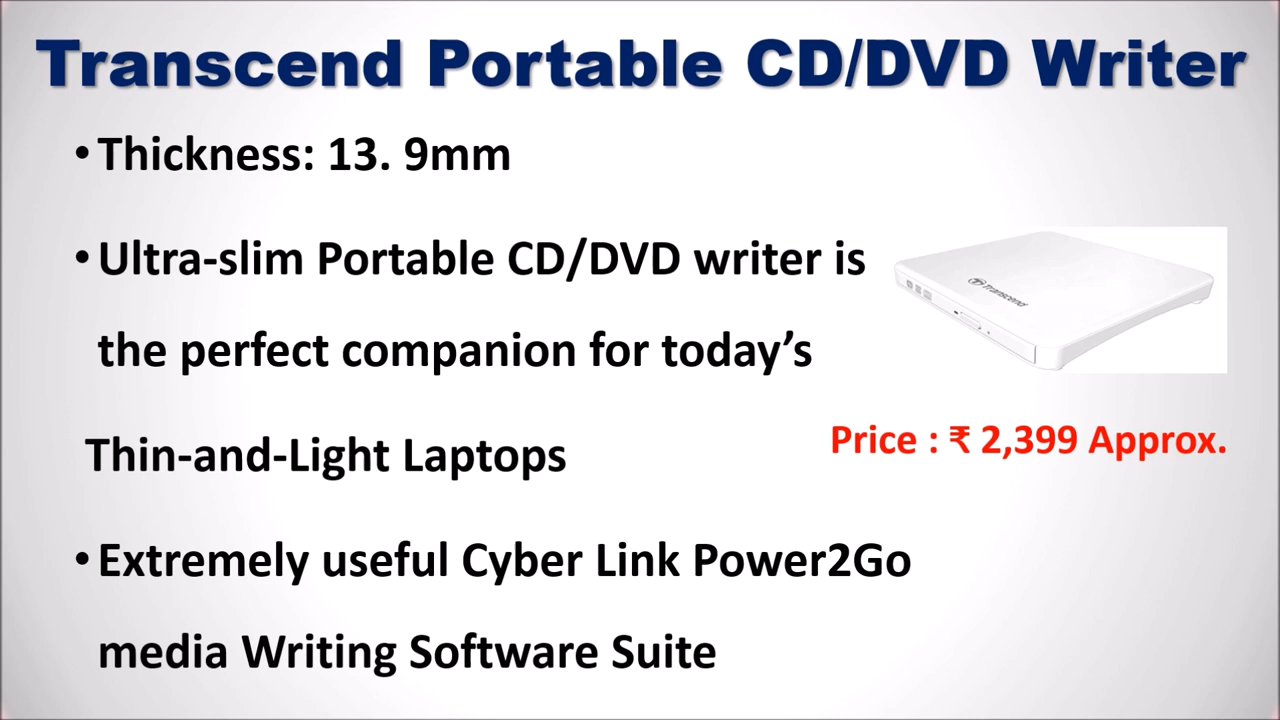 Transcend Portable CD/DVD Writer
•Thickness: 13. 9mm
•Ultra-slim Portable CD/DVD writer is
the perfect companion for today’s
Thin-and-Light Laptops
•Extremely useful Cyber Link Power2Go
media Writing Software Suite
Transcend
Price : ₹ 2,399 Approx.